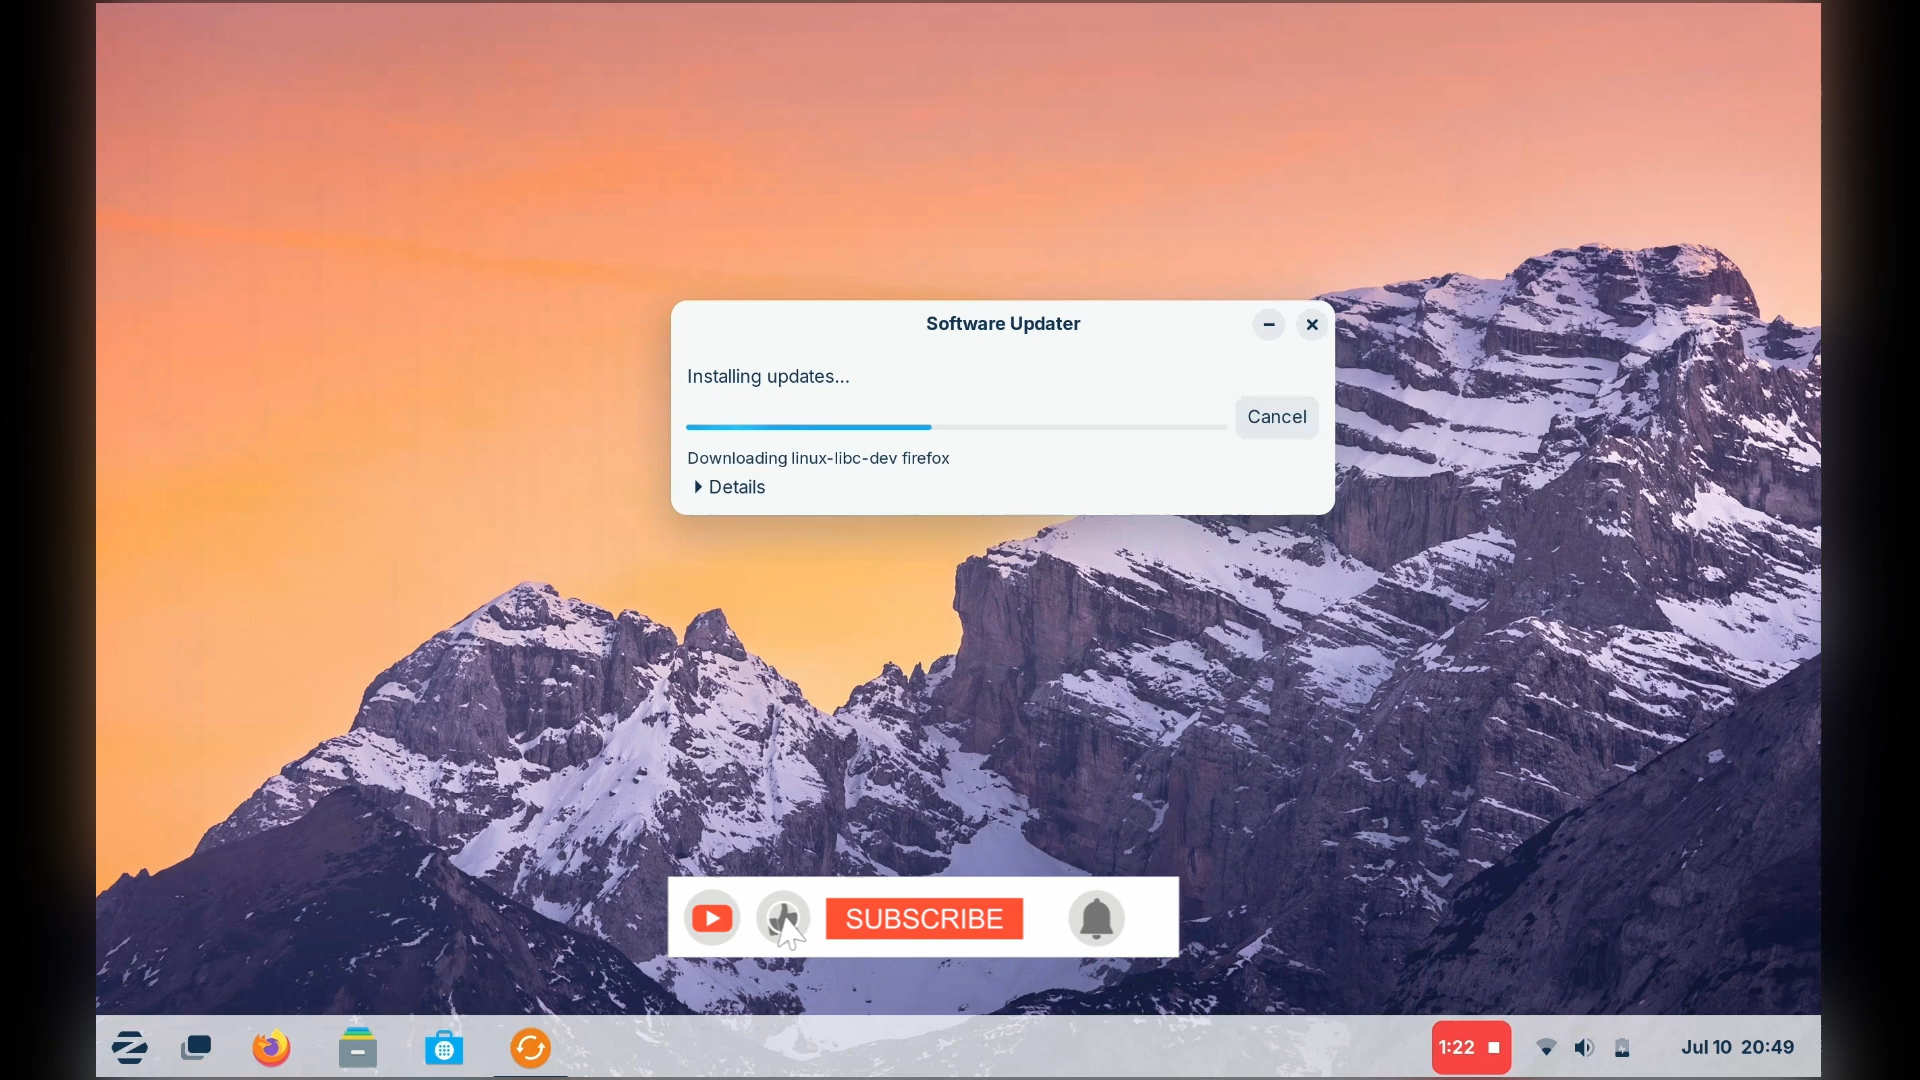 Software Updater
Installing updates...
Cancel
Downloading linux-libc-dev firefox
Details
SUBSCRIBE
1:22
Jul 10 20:49